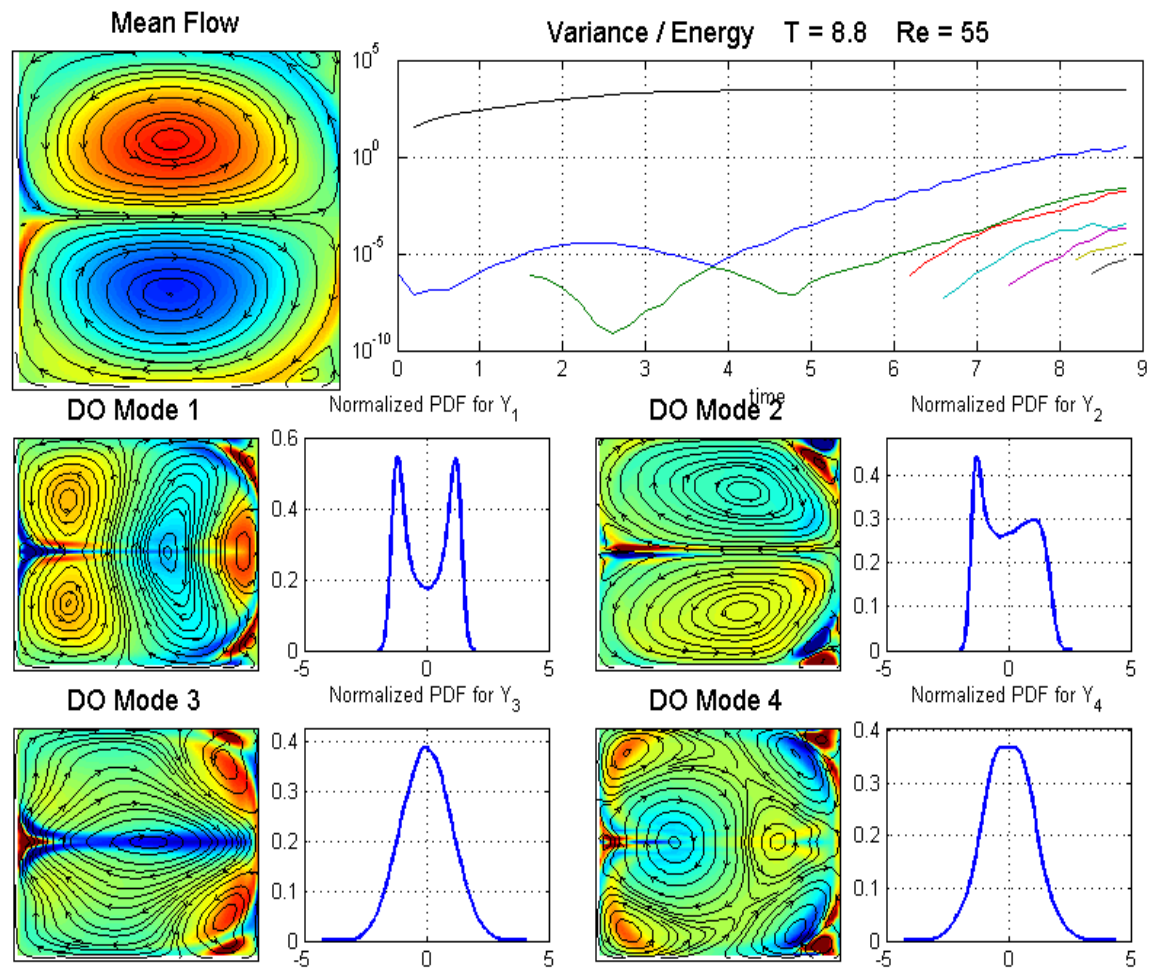 Mean Flow
Variance / Energy T = 8.8 Re = 55
10^5
10^0
10^-5
10^-10
0 1 2 3 4 5 6 7 8 9
time
DO Mode 1
Normalized PDF for Y_1
0.6
0.4
0.2
0
-5 0 5
DO Mode 2
Normalized PDF for Y_2
0.4
0.3
0.2
0.1
0
-5 0 5
DO Mode 3
Normalized PDF for Y_3
0.4
0.3
0.2
0.1
0
-5 0 5
DO Mode 4
Normalized PDF for Y_4
0.4
0.3
0.2
0.1
0
-5 0 5